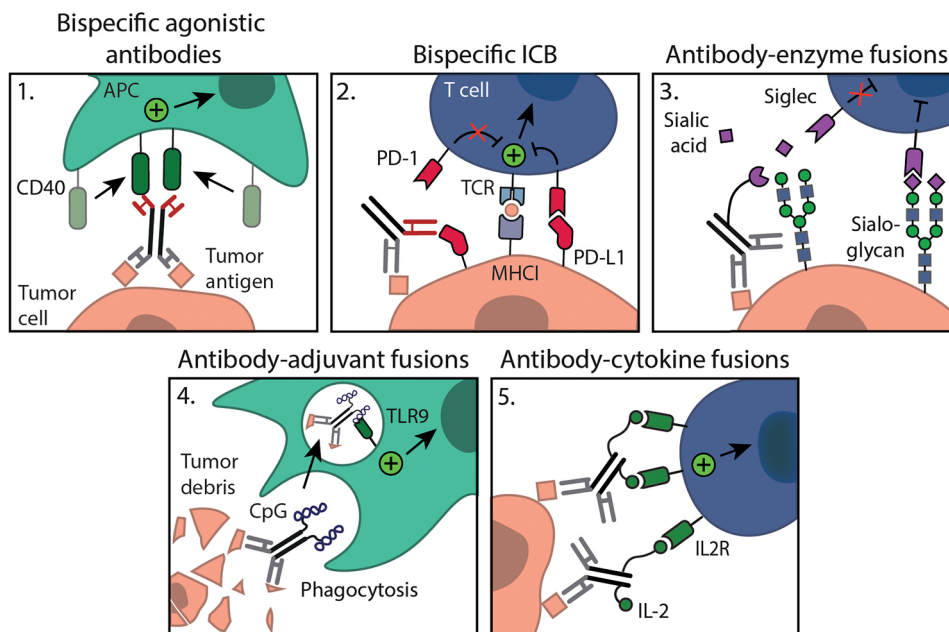 Bispecific agonistic
antibodies
Bispecific ICB
Antibody-enzyme fusions
1.
APC
CD40
Tumor
antigen
Tumor
cell
2.
T cell
PD-1
TCR
MHCI
PD-L1
3.
Siglec
Sialic
acid
Sialo-
glycan
Antibody-adjuvant fusions
Antibody-cytokine fusions
4.
TLR9
Tumor
debris
CpG
Phagocytosis
5.
IL2R
IL-2